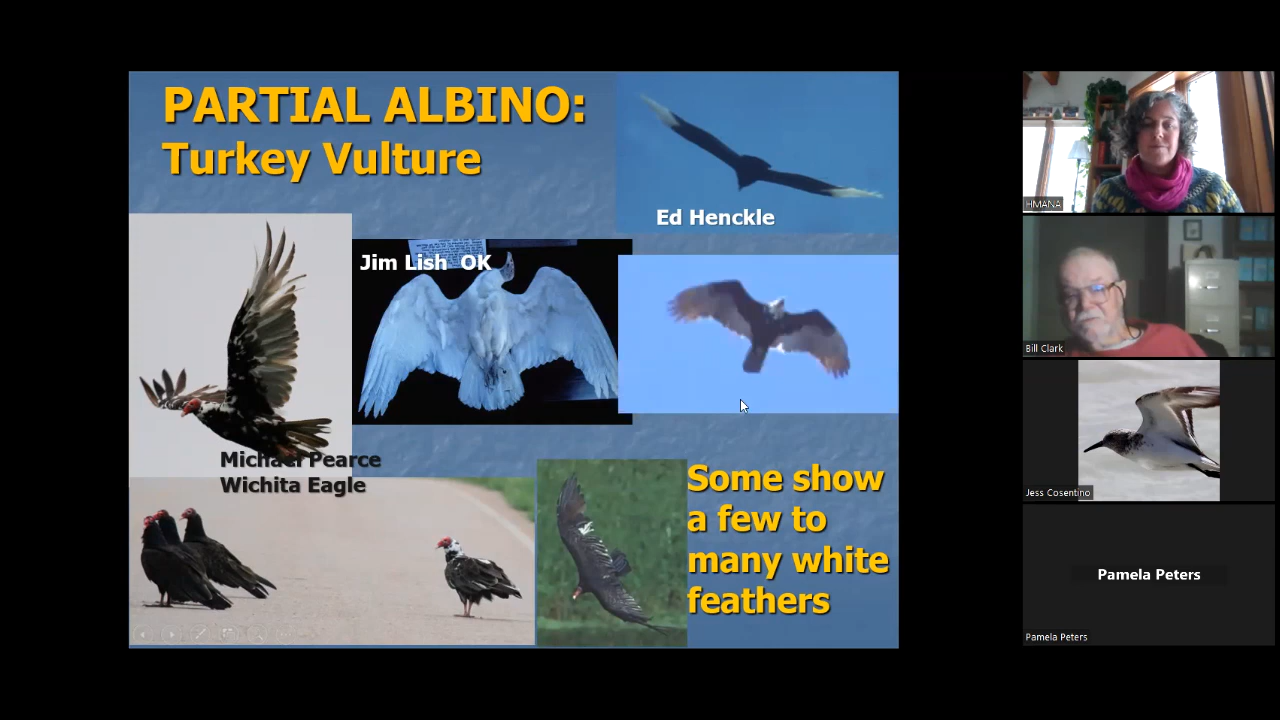 PARTIAL ALBINO:
Turkey Vulture
Ed Henckle
Jim Lish OK
Michael Pearce
Wichita Eagle
Some show
a few to
many white
feathers
HMANA
Bill Clark
Jess Cosentino
Pamela Peters
Pamela Peters